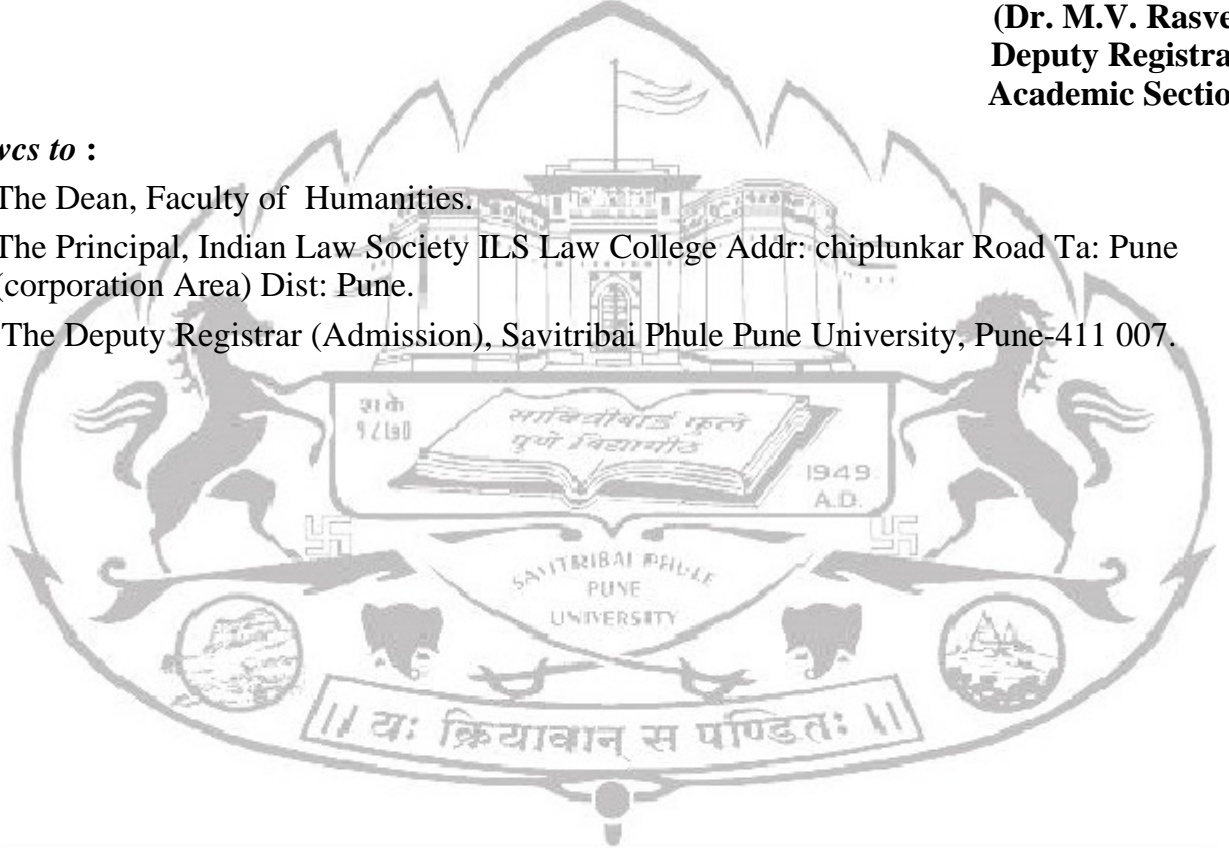 (Dr. M.V. Rasve
Deputy Registra
Academic Sectio
wcs to :
The Dean, Faculty of Humanities.
The Principal, Indian Law Society ILS Law College Addr: chiplunkar Road Ta: Pune
(corporation Area) Dist: Pune.
The Deputy Registrar (Admission), Savitribai Phule Pune University, Pune-411 007.
शके
१८७०
सावित्रीबाई फुले
पुणे विद्यापीठ
1949
A.D.
SAVITRIBAI PHULE
PUNE
UNIVERSITY
॥ यः क्रियावान् स पण्डितः ॥